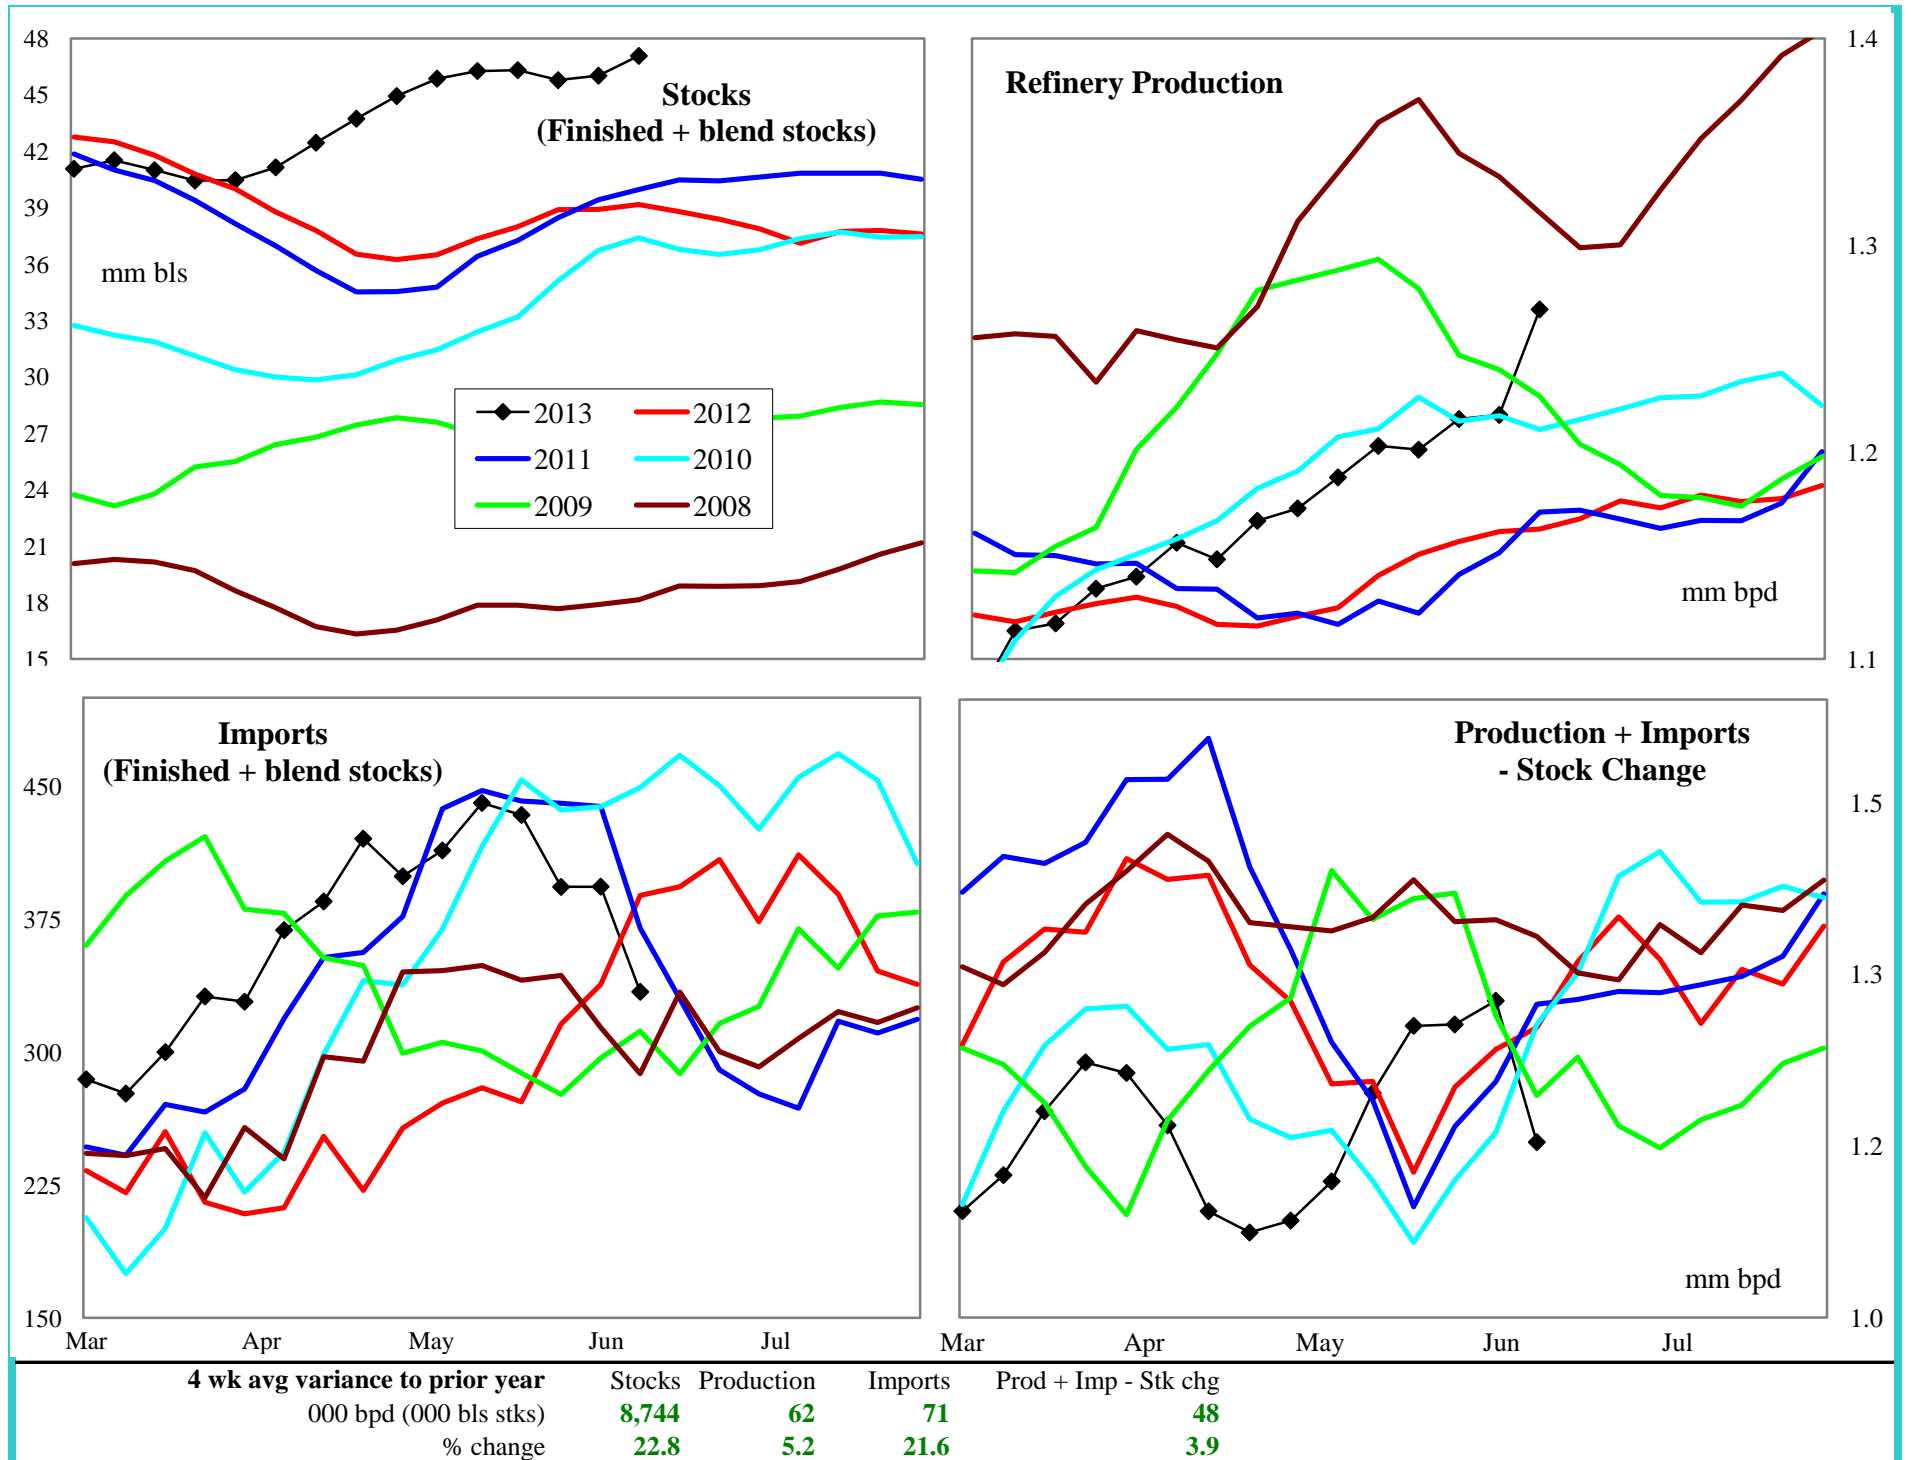 48
45
42
39
36
33
30
27
24
21
18
15
Stocks
(Finished + blend stocks)
mm bls
2013
2012
2011
2010
2009
2008
Refinery Production
mm bpd
1.4
1.3
1.2
1.1
Imports
(Finished + blend stocks)
450
375
300
225
150
Mar Apr May Jun Jul
Production + Imports
- Stock Change
mm bpd
1.5
1.3
1.2
1.0
Mar Apr May Jun Jul
4 wk avg variance to prior year Stocks Production Imports Prod + Imp - Stk chg
000 bpd (000 bls stks) 8,744 62 71 48
% change 22.8 5.2 21.6 3.9